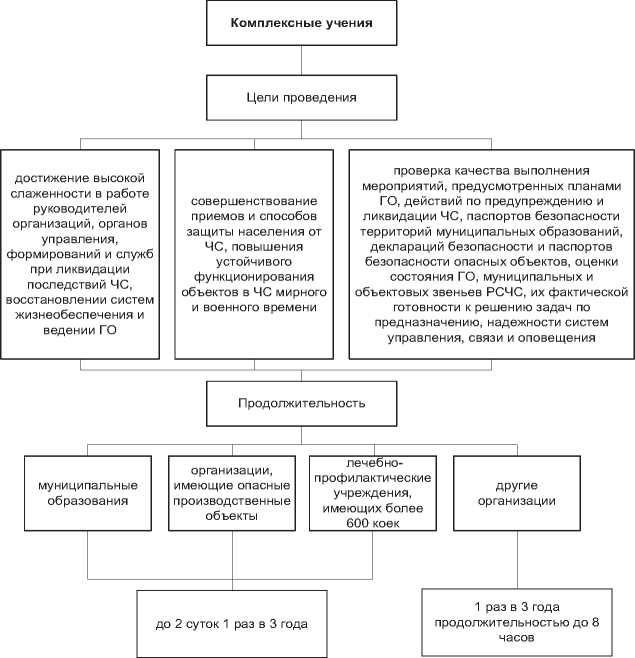 Комплексные учения
Цели проведения
достижение высокой
слаженности в работе
руководителей
организаций, органов
управления,
формирований и служб
при ликвидации
последствий ЧС,
восстановлении систем
жизнеобеспечения и
ведении ГО
совершенствование
приемов и способов
защиты населения от
ЧС, повышения
устойчивого
функционирования
объектов в ЧС мирного
и военного времени
проверка качества выполнения
мероприятий, предусмотренных планами
ГО, действий по предупреждению и
ликвидации ЧС, паспортов безопасности
территорий муниципальных образований,
деклараций безопасности и паспортов
безопасности опасных объектов, оценки
состояния ГО, муниципальных и
объектовых звеньев РСЧС, их фактической
готовности к решению задач по
предназначению, надежности систем
управления, связи и оповещения
Продолжительность
муниципальные
образования
организации,
имеющие опасные
производственные
объекты
лечебно-
профилактические
учреждения,
имеющих более
600 коек
другие
организации
до 2 суток 1 раз в 3 года
1 раз в 3 года
продолжительностью до 8
часов